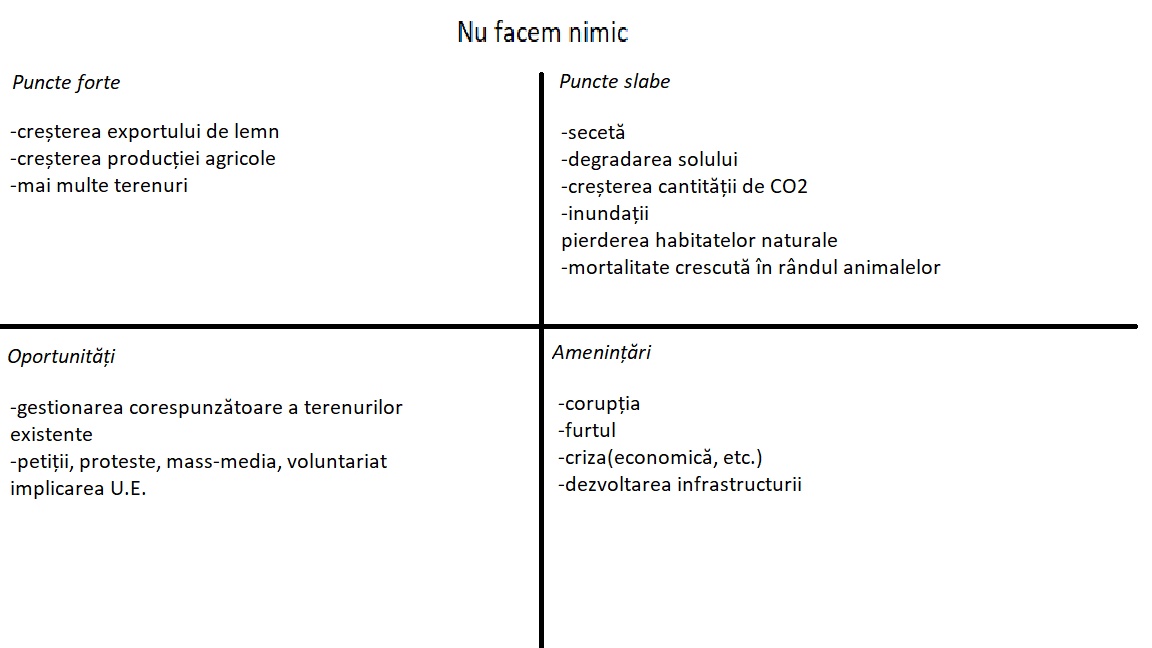 Nu facem nimic
Puncte forte
-creșterea exportului de lemn
-creșterea producției agricole
-mai multe terenuri
Puncte slabe
-secetă
-degradarea solului
-creșterea cantității de CO2
-inundații
pierderea habitatelor naturale
-mortalitate crescută în rândul animalelor
Oportunități
-gestionarea corespunzătoare a terenurilor
existente
-petiții, proteste, mass-media, voluntariat
implicarea U.E.
Amenințări
-corupția
-furtul
-criza(economică, etc.)
-dezvoltarea infrastructurii